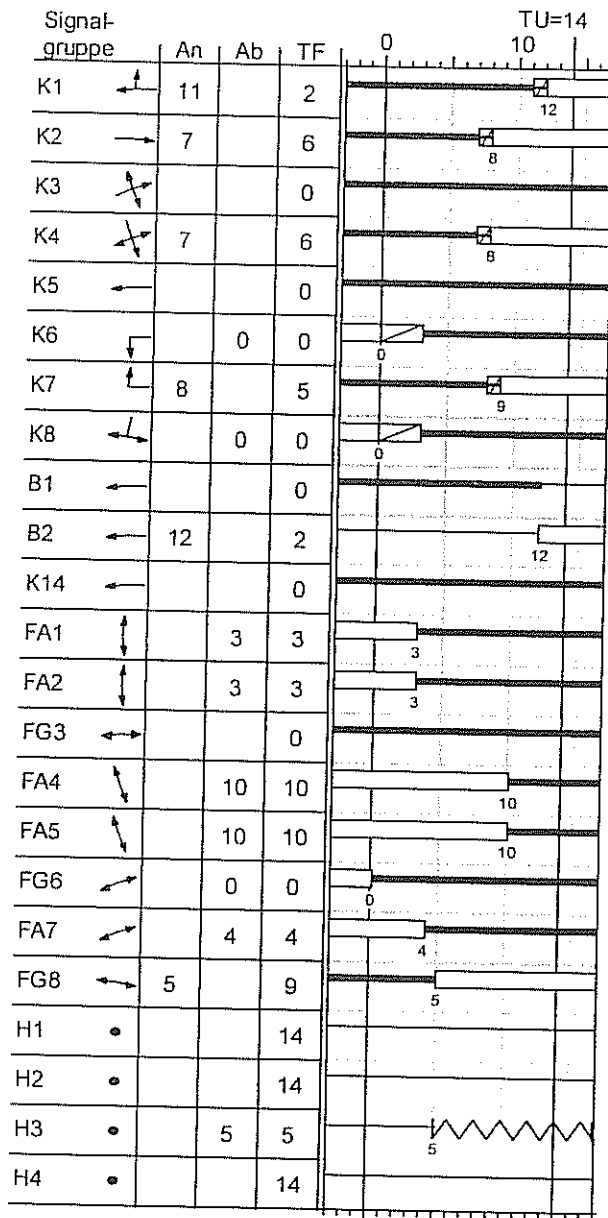 Signal- TU=14
gruppe An Ab TF 0 10
K1 11 2 12
K2 7 6 8
K3 0
K4 7 6 8
K5 0
K6 0 0 0
K7 8 5 9
K8 0 0 0
B1 0
B2 12 2 12
K14 0
FA1 3 3 3
FA2 3 3 3
FG3 0
FA4 10 10 10
FA5 10 10 10
FG6 0 0 0
FA7 4 4 4
FG8 5 9 5
H1 14
H2 14
H3 5 5 5
H4 14